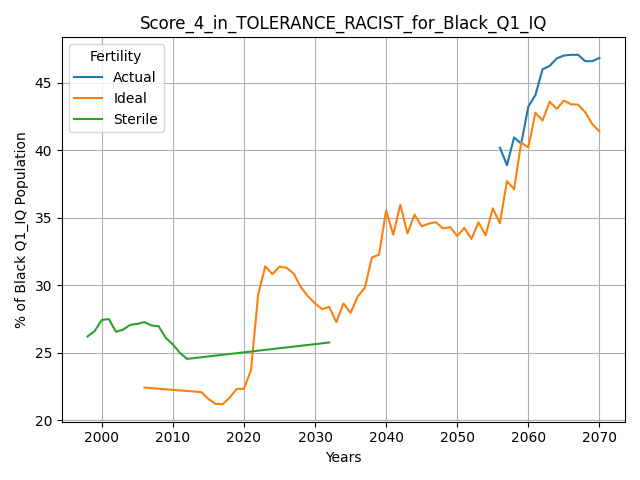 Score_4_in_TOLERANCE_RACIST_for_Black_Q1_IQ
Fertility
Actual
Ideal
Sterile
% of Black Q1_IQ Population
45
40
35
30
25
20
2000 2010 2020 2030 2040 2050 2060 2070
Years